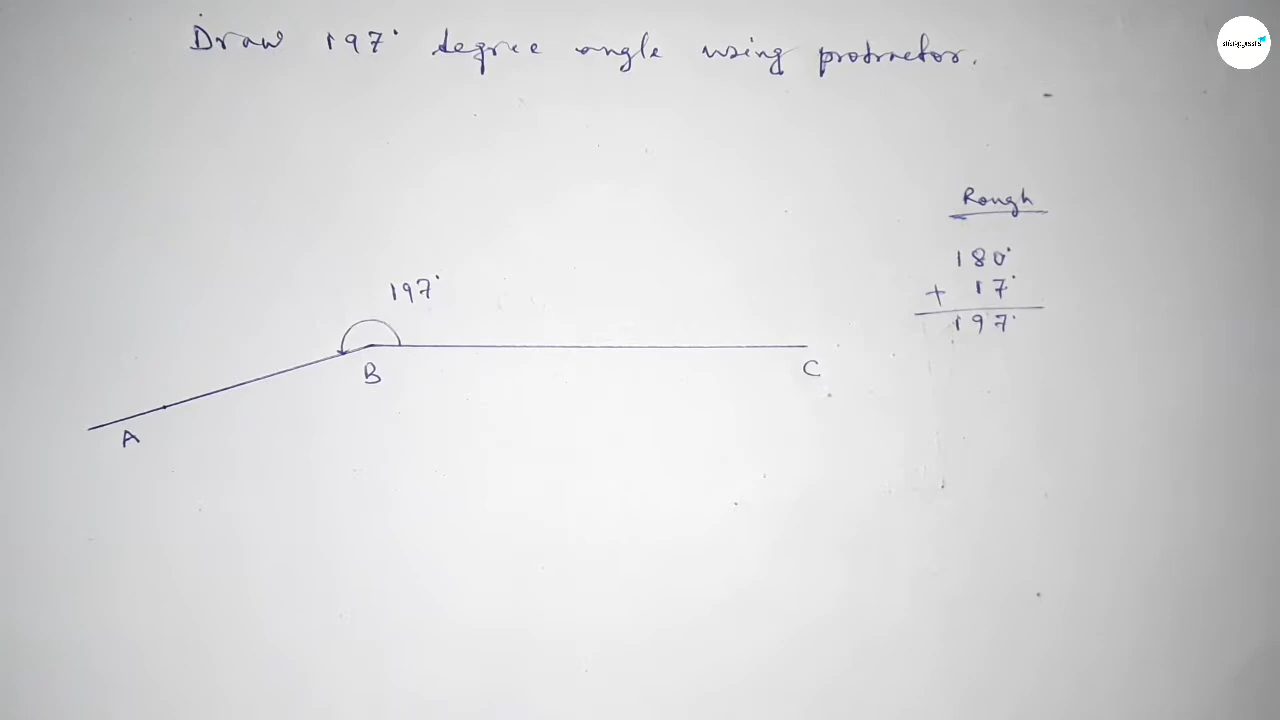 Draw 197° degree angle using protractor.
Rough
180°
+ 17°
197°
197°
B
C
A